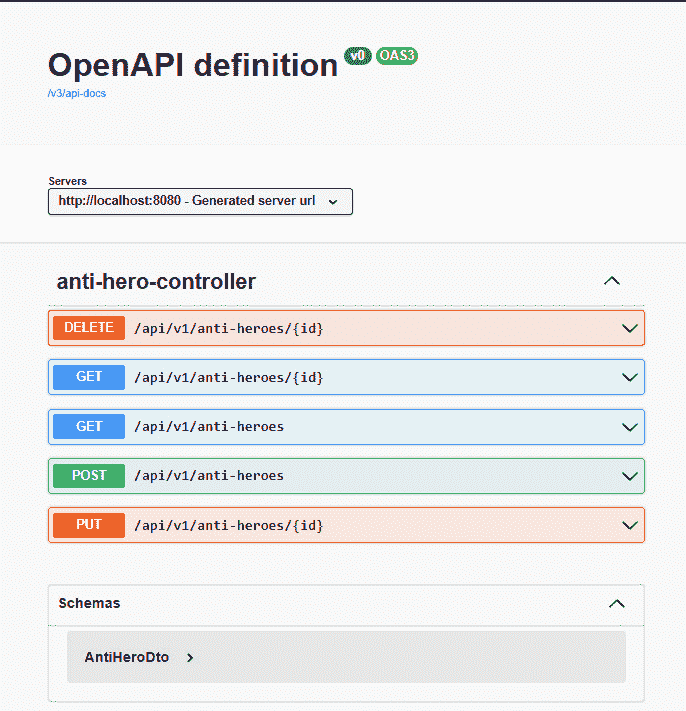 OpenAPI definition v0 OAS3
/v3/api-docs
Servers
http://localhost:8080 - Generated server url
anti-hero-controller
DELETE /api/v1/anti-heroes/{id}
GET /api/v1/anti-heroes/{id}
GET /api/v1/anti-heroes
POST /api/v1/anti-heroes
PUT /api/v1/anti-heroes/{id}
Schemas
AntiHeroDto